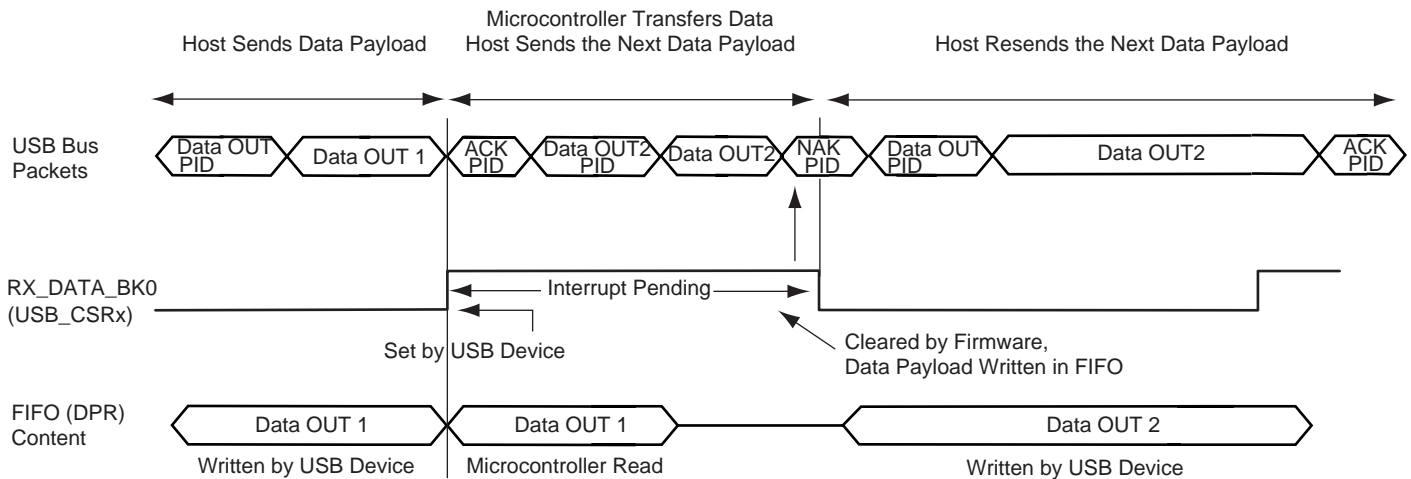 Host Sends Data Payload
Microcontroller Transfers Data
Host Sends the Next Data Payload
Host Resends the Next Data Payload
USB Bus
Packets
Data OUT
PID
Data OUT 1
ACK
PID
Data OUT2
PID
Data OUT2
NAK
PID
Data OUT
PID
Data OUT2
ACK
PID
RX_DATA_BK0
(USB_CSRx)
Interrupt Pending
Set by USB Device
Cleared by Firmware,
Data Payload Written in FIFO
FIFO (DPR)
Content
Data OUT 1
Data OUT 1
Data OUT 2
Written by USB Device
Microcontroller Read
Written by USB Device